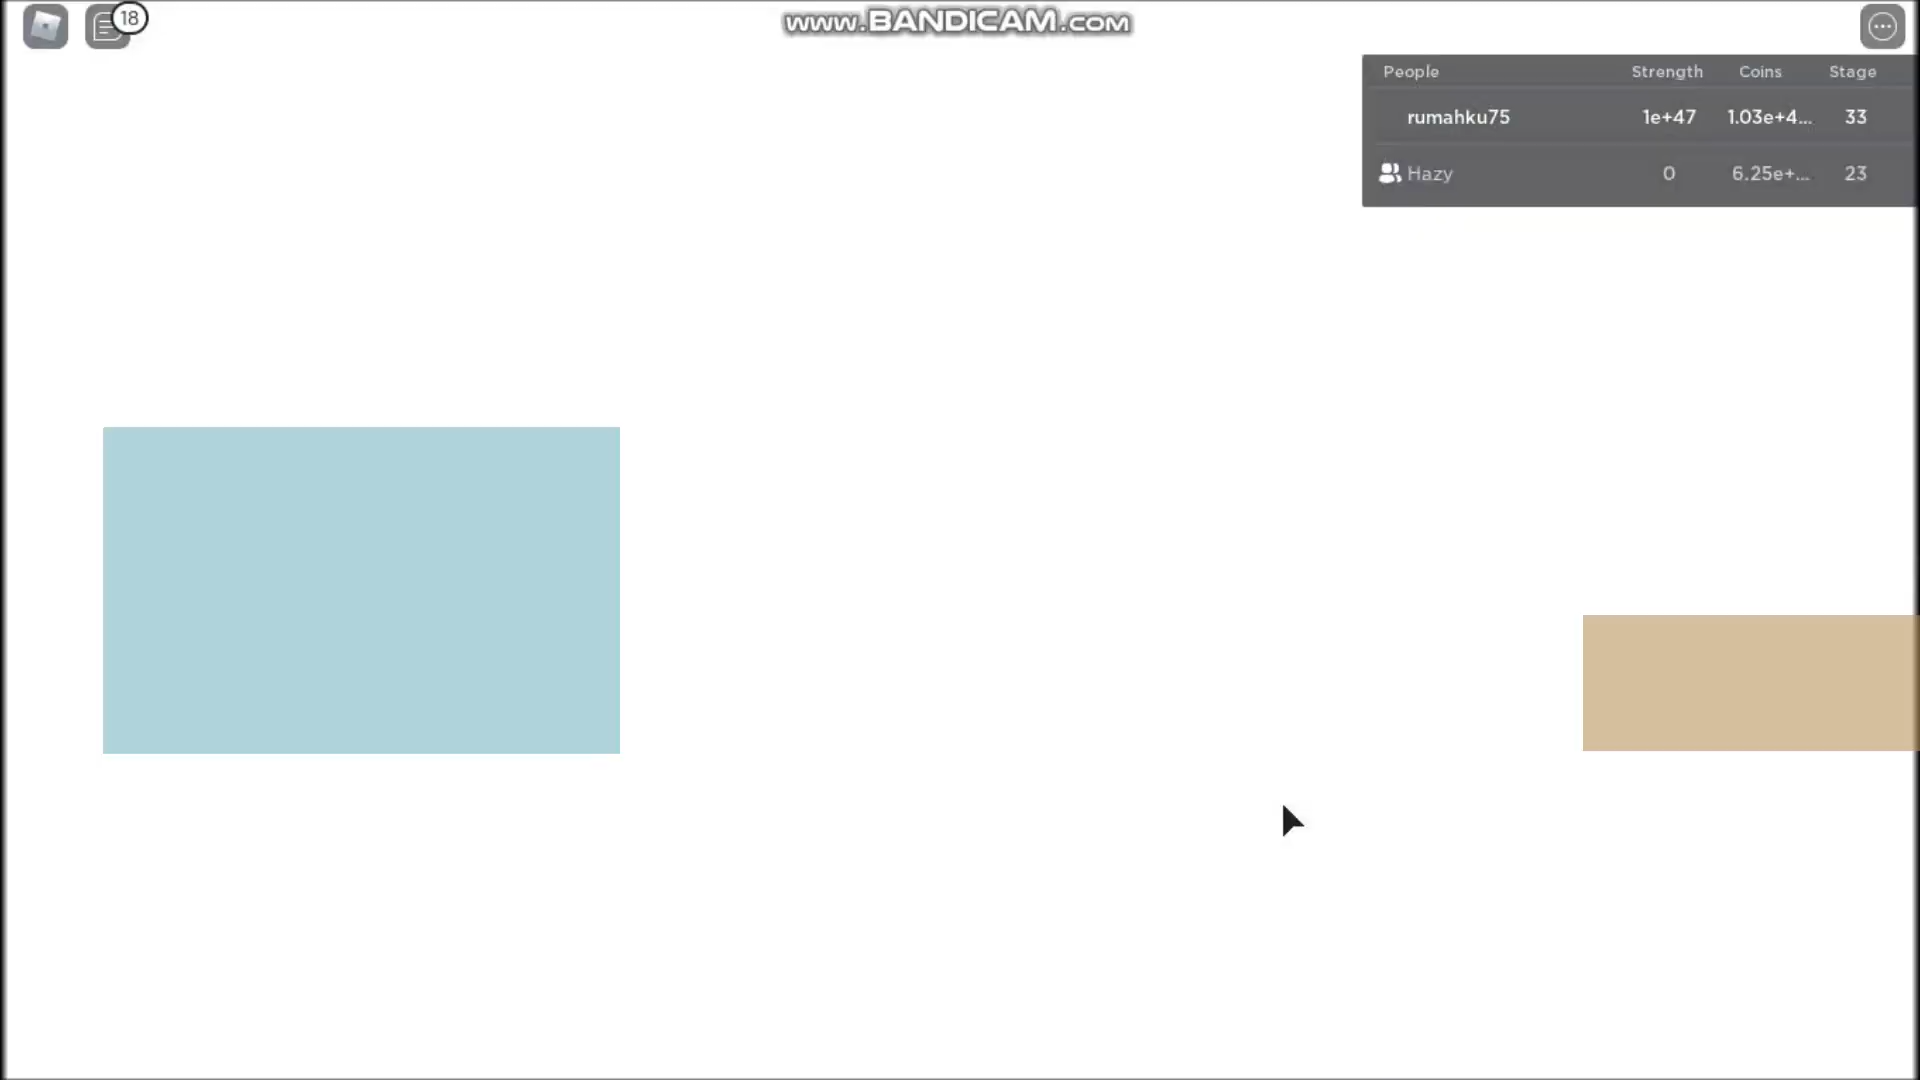 18
www.BANDICAM.com
People Strength Coins Stage
rumahku75 1e+47 1.03e+4... 33
Hazy 0 6.25e+... 23